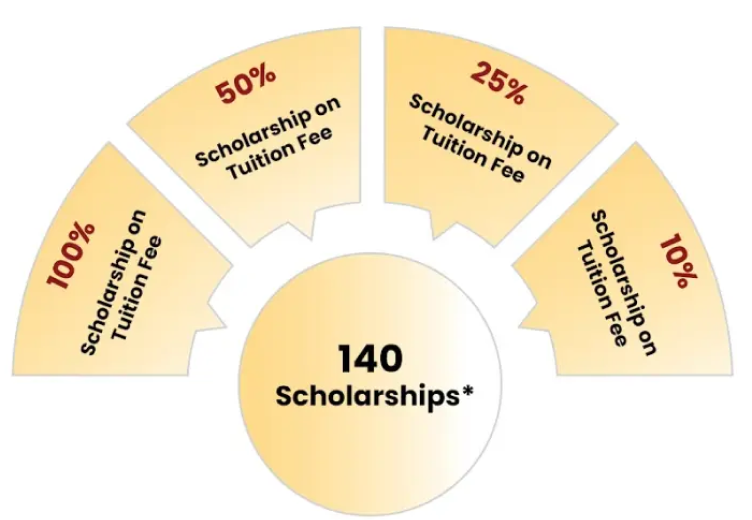 100%
Scholarship on
Tuition Fee
50%
Scholarship on
Tuition Fee
25%
Scholarship on
Tuition Fee
10%
Scholarship on
Tuition Fee
140
Scholarships*